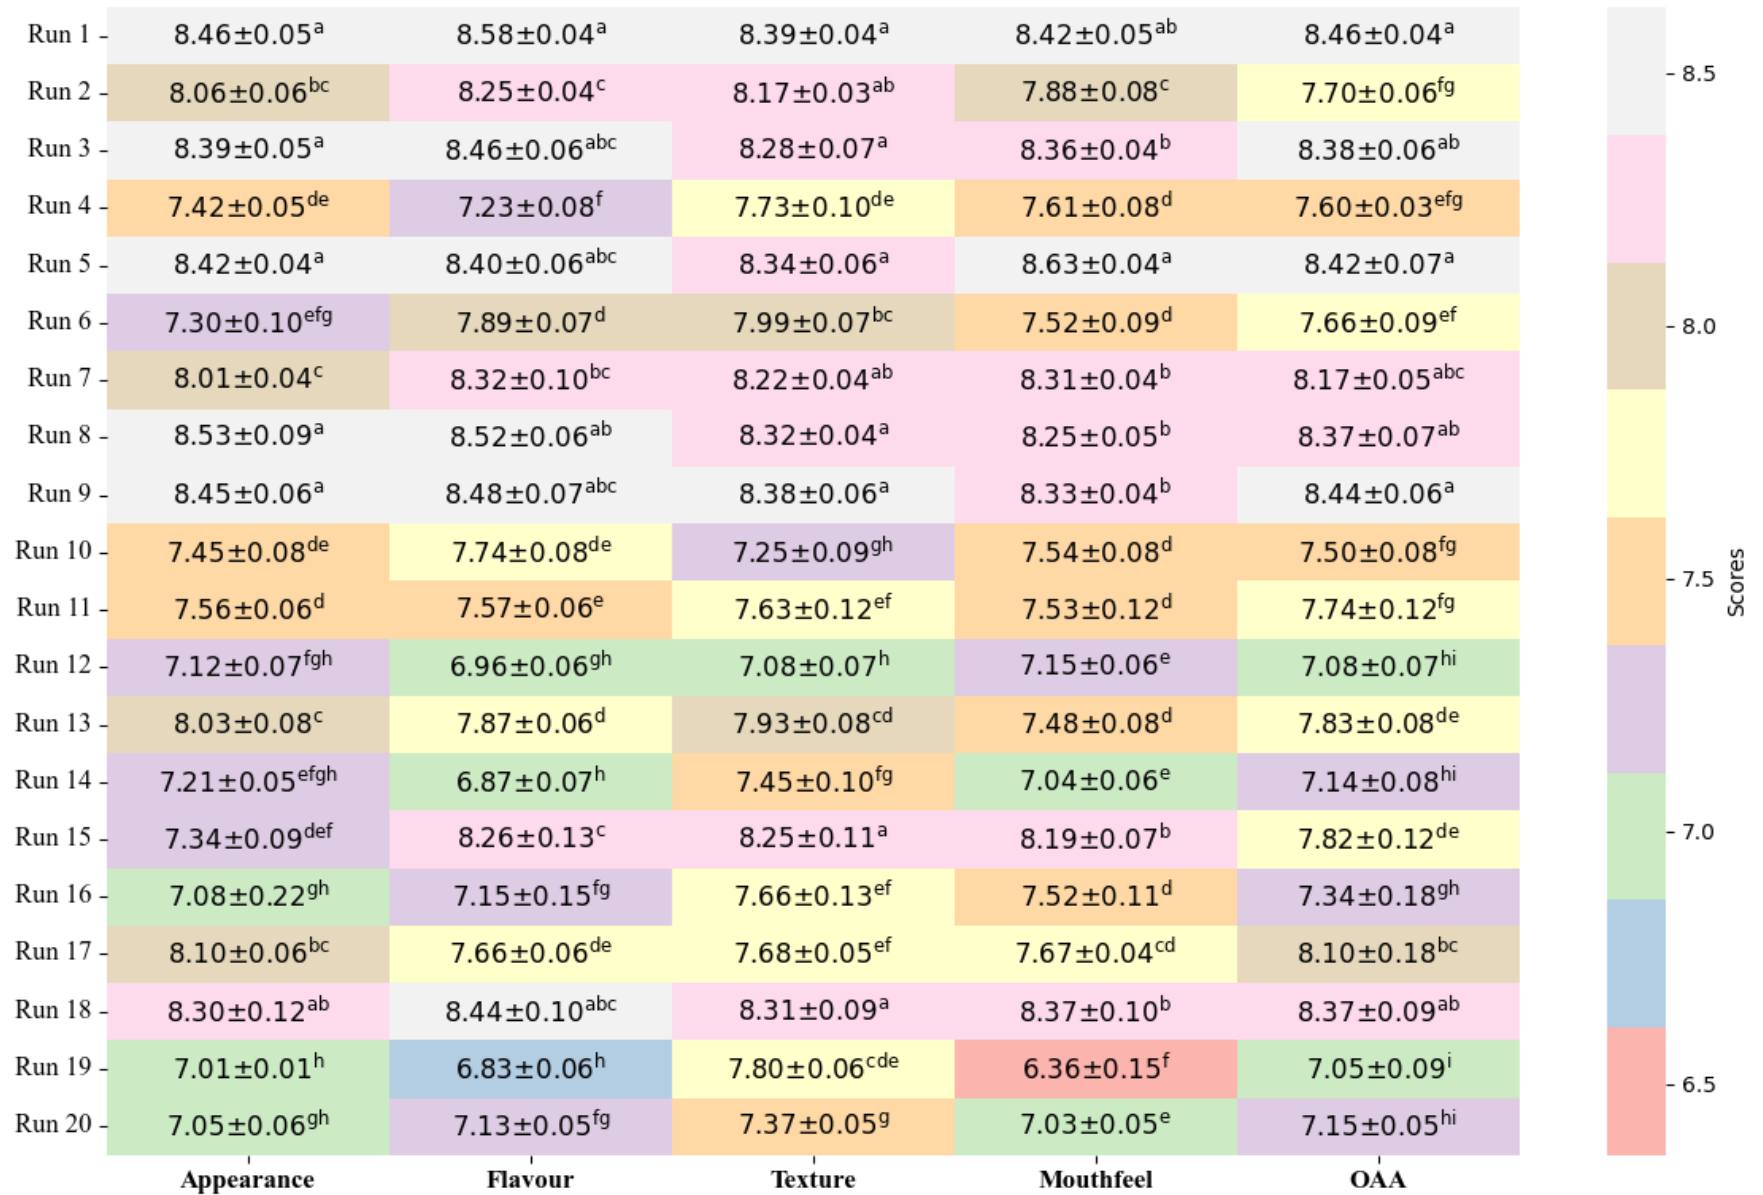 Run 1 8.46±0.05ᵃ 8.58±0.04ᵃ 8.39±0.04ᵃ 8.42±0.05ᵃᵇ 8.46±0.04ᵃ
8.5
Run 2 8.06±0.06ᵇᶜ 8.25±0.04ᶜ 8.17±0.03ᵃᵇ 7.88±0.08ᶜ 7.70±0.06ᶠᵍ
Run 3 8.39±0.05ᵃ 8.46±0.06ᵃᵇᶜ 8.28±0.07ᵃ 8.36±0.04ᵇ 8.38±0.06ᵃᵇ
Run 4 7.42±0.05ᵈᵉ 7.23±0.08ᶠ 7.73±0.10ᵈᵉ 7.61±0.08ᵈ 7.60±0.03ᵉᶠᵍ
Run 5 8.42±0.04ᵃ 8.40±0.06ᵃᵇᶜ 8.34±0.06ᵃ 8.63±0.04ᵃ 8.42±0.07ᵃ
Run 6 7.30±0.10ᵉᶠᵍ 7.89±0.07ᵈ 7.99±0.07ᵇᶜ 7.52±0.09ᵈ 7.66±0.09ᵉᶠ
8.0
Run 7 8.01±0.04ᶜ 8.32±0.10ᵇᶜ 8.22±0.04ᵃᵇ 8.31±0.04ᵇ 8.17±0.05ᵃᵇᶜ
Run 8 8.53±0.09ᵃ 8.52±0.06ᵃᵇ 8.32±0.04ᵃ 8.25±0.05ᵇ 8.37±0.07ᵃᵇ
Run 9 8.45±0.06ᵃ 8.48±0.07ᵃᵇᶜ 8.38±0.06ᵃ 8.33±0.04ᵇ 8.44±0.06ᵃ
Run 10 7.45±0.08ᵈᵉ 7.74±0.08ᵈᵉ 7.25±0.09ᵍʰ 7.54±0.08ᵈ 7.50±0.08ᶠᵍ
7.5
Scores
Run 11 7.56±0.06ᵈ 7.57±0.06ᵉ 7.63±0.12ᵉᶠ 7.53±0.12ᵈ 7.74±0.12ᶠᵍ
Run 12 7.12±0.07ᶠᵍʰ 6.96±0.06ᵍʰ 7.08±0.07ʰ 7.15±0.06ᵉ 7.08±0.07ʰⁱ
Run 13 8.03±0.08ᶜ 7.87±0.06ᵈ 7.93±0.08ᶜᵈ 7.48±0.08ᵈ 7.83±0.08ᵈᵉ
Run 14 7.21±0.05ᵉᶠᵍʰ 6.87±0.07ʰ 7.45±0.10ᶠᵍ 7.04±0.06ᵉ 7.14±0.08ʰⁱ
Run 15 7.34±0.09ᵈᵉᶠ 8.26±0.13ᶜ 8.25±0.11ᵃ 8.19±0.07ᵇ 7.82±0.12ᵈᵉ
7.0
Run 16 7.08±0.22ᵍʰ 7.15±0.15ᶠᵍ 7.66±0.13ᵉᶠ 7.52±0.11ᵈ 7.34±0.18ᵍʰ
Run 17 8.10±0.06ᵇᶜ 7.66±0.06ᵈᵉ 7.68±0.05ᵉᶠ 7.67±0.04ᶜᵈ 8.10±0.18ᵇᶜ
Run 18 8.30±0.12ᵃᵇ 8.44±0.10ᵃᵇᶜ 8.31±0.09ᵃ 8.37±0.10ᵇ 8.37±0.09ᵃᵇ
Run 19 7.01±0.01ʰ 6.83±0.06ʰ 7.80±0.06ᶜᵈᵉ 6.36±0.15ᶠ 7.05±0.09ⁱ
6.5
Run 20 7.05±0.06ᵍʰ 7.13±0.05ᶠᵍ 7.37±0.05ᵍ 7.03±0.05ᵉ 7.15±0.05ʰⁱ
Appearance Flavour Texture Mouthfeel OAA